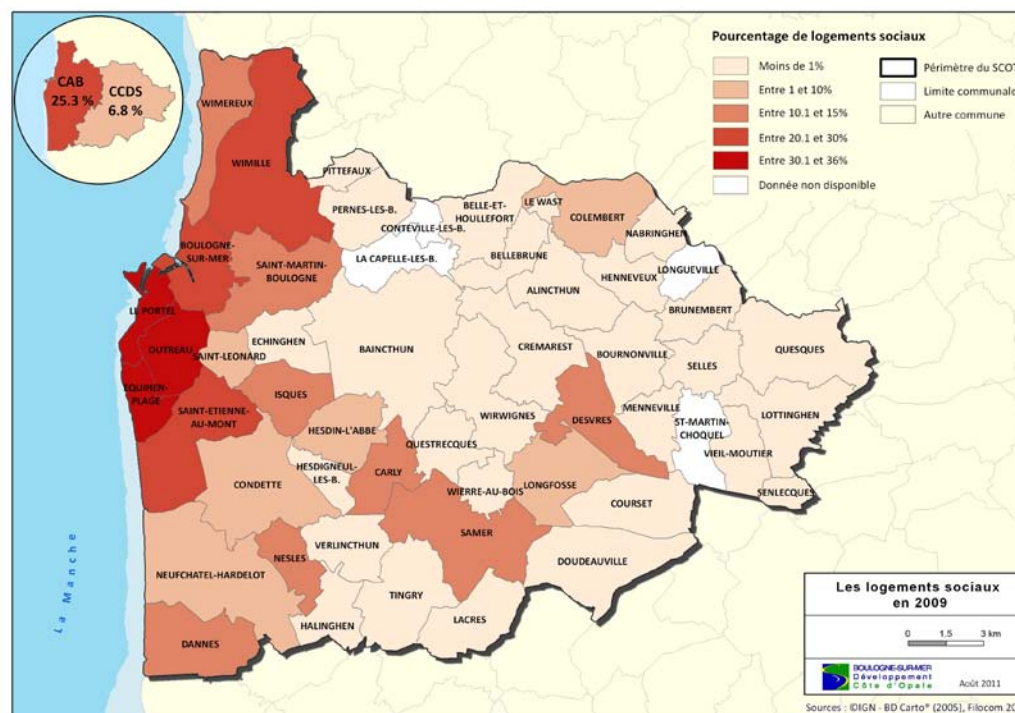 CAB
25.3 %
CCDS
6.8 %
Pourcentage de logements sociaux
Moins de 1%
Entre 1 et 10%
Entre 10.1 et 15%
Entre 20.1 et 30%
Entre 30.1 et 36%
Donnée non disponible
Périmètre du SCOT
Limite communale
Autre commune
WIMEREUX
WIMILLE
PITTEFAUX
PERNES-LES-B.
CONTEVILLE-LES-B.
LA CAPELLE-LES-B.
BELLE-ET-
HOULLEFORT
LE WAST
COLEMBERT
NABRINGHEN
BELLEBRUNE
HENNEVEUX
LONGUEVILLE
ALINCTHUN
BRUNEMBERT
BOULOGNE-
SUR-MER
SAINT-MARTIN-
BOULOGNE
LE PORTEL
OUTREAU
SAINT-LEONARD
ECHINGHEN
BAINCTHUN
CREMAREST
BOURNONVILLE
SELLES
QUESQUES
EQUIHEN-
PLAGE
SAINT-ETIENNE-
AU-MONT
ISQUES
HESDIN-L'ABBE
WIRWIGNES
DESVRES
MENNEVILLE
ST-MARTIN-
CHOQUEL
LOTTINGHEN
VIEIL-MOUTIER
QUESTRECQUES
HESDIGNEUL-
LES-B.
CARLY
CONDETTE
WIERRE-AU-BOIS
LONGFOSSE
COURSET
SENLECQUES
SAMER
VERLINCTHUN
NESLES
NEUFCHATEL-HARDELOT
DOUDEAUVILLE
TINGRY
LACRES
HALINGHEN
DANNES
La Manche
Les logements sociaux
en 2009
0 1.5 3 km
BOULOGNE-SUR-MER
Développement
Côte d'Opale
Août 2011
Sources : ©IGN - BD Carto® (2005), Filocom